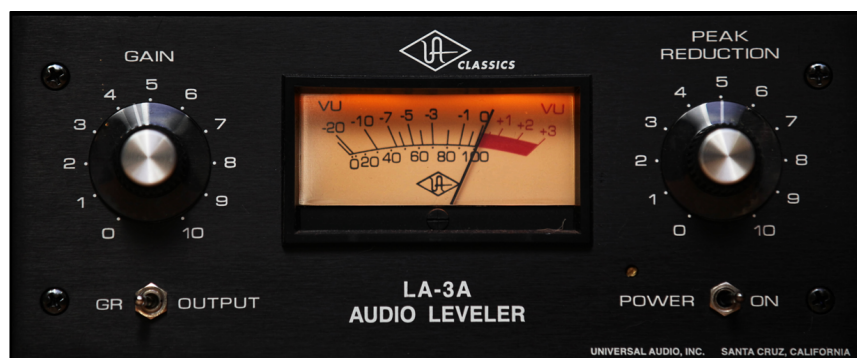 GAIN
0 1 2 3 4 5 6 7 8 9 10
UA CLASSICS
VU VU
-20 -10 -7 -5 -3 -1 0 +1 +2 +3
0 20 40 60 80 100
UA
PEAK
REDUCTION
0 1 2 3 4 5 6 7 8 9 10
GR OUTPUT
LA-3A
AUDIO LEVELER
POWER ON
UNIVERSAL AUDIO, INC. SANTA CRUZ, CALIFORNIA